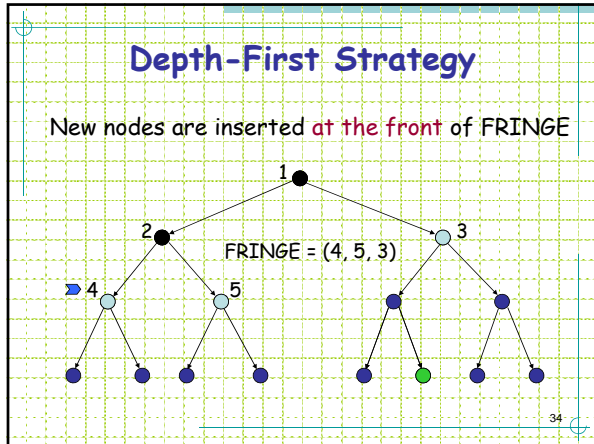 Depth-First Strategy
New nodes are inserted at the front of FRINGE
1
2
3
FRINGE = (4, 5, 3)
4
5
34